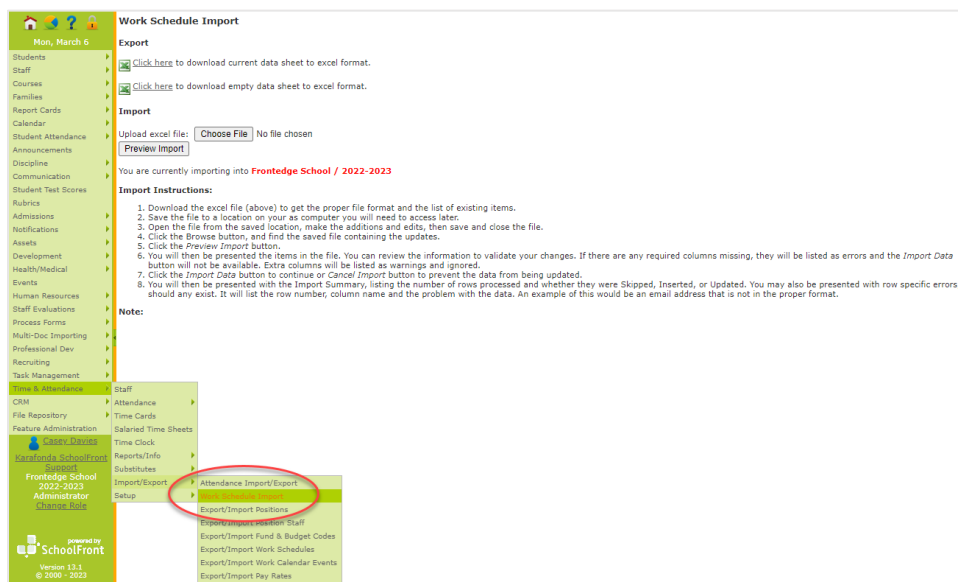 Mon, March 6
Students
Staff
Courses
Families
Report Cards
Calendar
Student Attendance
Announcements
Discipline
Communication
Student Test Scores
Rubrics
Admissions
Notifications
Assets
Development
Health/Medical
Events
Human Resources
Staff Evaluations
Process Forms
Multi-Doc Importing
Professional Dev
Recruiting
Task Management
Time & Attendance
CRM
File Repository
Feature Administration
Casey Davies
Karafonda SchoolFront
Support
Frontedge School
2022-2023
Administrator
Change Role
powered by
SchoolFront
Version 13.1
© 2000 - 2023
Work Schedule Import
Export
Click here to download current data sheet to excel format.
Click here to download empty data sheet to excel format.
Import
Upload excel file: Choose File No file chosen
Preview Import
You are currently importing into Frontedge School / 2022-2023
Import Instructions:
1. Download the excel file (above) to get the proper file format and the list of existing items.
2. Save the file to a location on your as computer you will need to access later.
3. Open the file from the saved location, make the additions and edits, then save and close the file.
4. Click the Browse button, and find the saved file containing the updates.
5. Click the Preview Import button.
6. You will then be presented the items in the file. You can review the information to validate your changes. If there are any required columns missing, they will be listed as errors and the Import Data
button will not be available. Extra columns will be listed as warnings and ignored.
7. Click the Import Data button to continue or Cancel Import button to prevent the data from being updated.
8. You will then be presented with the Import Summary, listing the number of rows processed and whether they were Skipped, Inserted, or Updated. You may also be presented with row specific errors
should any exist. It will list the row number, column name and the problem with the data. An example of this would be an email address that is not in the proper format.
Note:
Staff
Attendance
Time Cards
Salaried Time Sheets
Time Clock
Reports/Info
Substitutes
Import/Export
Setup
Attendance Import/Export
Work Schedule Import
Export/Import Positions
Export/Import Position Staff
Export/Import Fund & Budget Codes
Export/Import Work Schedules
Export/Import Work Calendar Events
Export/Import Pay Rates